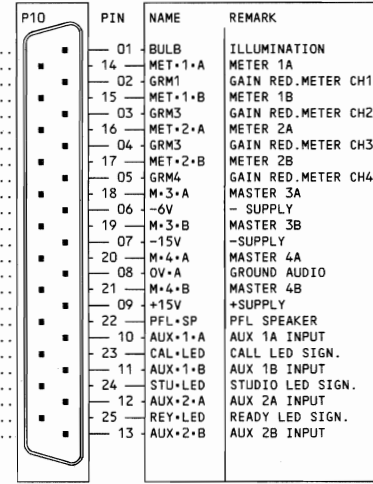 P10 PIN NAME REMARK
01 BULB ILLUMINATION
14 MET•1•A METER 1A
02 GRM1 GAIN RED.METER CH1
15 MET•1•B METER 1B
03 GRM3 GAIN RED.METER CH2
16 MET•2•A METER 2A
04 GRM3 GAIN RED.METER CH3
17 MET•2•B METER 2B
05 GRM4 GAIN RED.METER CH4
18 M•3•A MASTER 3A
06 -6V - SUPPLY
19 M•3•B MASTER 3B
07 -15V -SUPPLY
20 M•4•A MASTER 4A
08 0V•A GROUND AUDIO
21 M•4•B MASTER 4B
09 +15V +SUPPLY
22 PFL•SP PFL SPEAKER
10 AUX•1•A AUX 1A INPUT
23 CAL•LED CALL LED SIGN.
11 AUX•1•B AUX 1B INPUT
24 STU•LED STUDIO LED SIGN.
12 AUX•2•A AUX 2A INPUT
25 REY•LED READY LED SIGN.
13 AUX•2•B AUX 2B INPUT